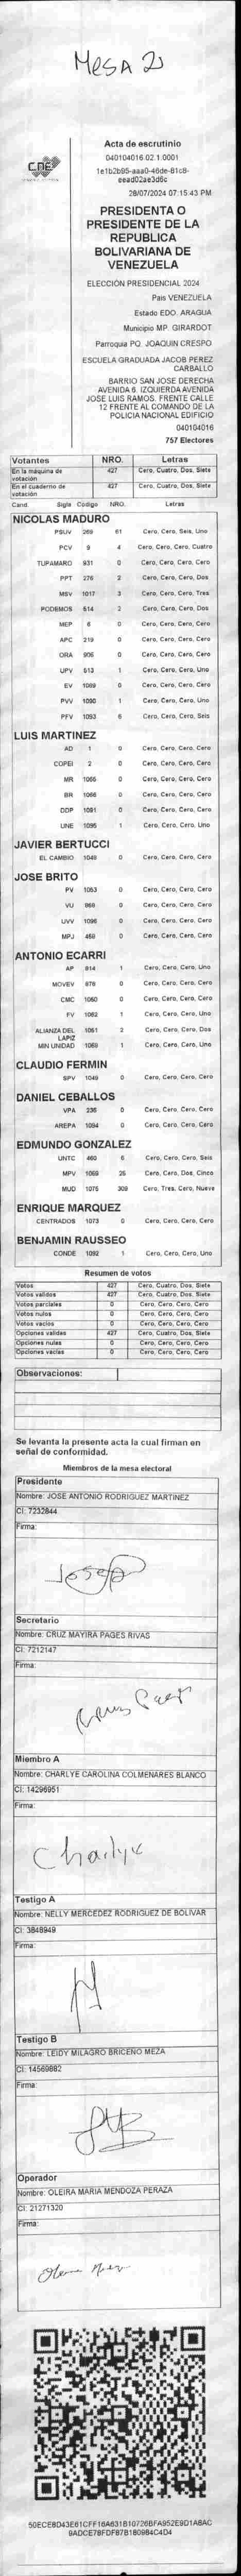 MESA 2)
CNE
Acta de escrutinio
040104016.02.1.0001
28/07/2024 07:15:43 PM
PRESIDENTA O
PRESIDENTE DE LA
REPUBLICA
BOLIVARIANA DE
VENEZUELA
ELECCIÓN PRESIDENCIAL 2024
Pais VENEZUELA
Estado EDO. ARAGUA
Municipio MP. GIRARDOT
Parroquia PQ. JOAQUIN CRESPO
ESCUELA GRADUADA JACOB PEREZ
CARBALLO
BARRIO SAN JOSE DERECHA
AVENIDA 6. IZQUIERDA AVENIDA
JOSE LUIS RAMOS. FRENTE CALLE
12 FRENTE AL COMANDO DE LA
POLICIA NACIONAL EDIFICIO
040104016
757 Electores
Votantes NRO. Letras
En la máquina de votación 427 Cero, Cuatro, Dos, Siete
En el cuaderno de votación 427 Cero, Cuatro, Dos, Siete
Cand. Sigla Código NRO. Letras
NICOLAS MADURO
PSUV 269 61 Cero, Cero, Seis, Uno
PCV 9 4 Cero, Cero, Cero, Cuatro
TUPAMARO 931 0 Cero, Cero, Cero, Cero
PPT 276 2 Cero, Cero, Cero, Dos
MSV 1017 3 Cero, Cero, Cero, Tres
PODEMOS 514 2 Cero, Cero, Cero, Dos
MEP 6 0 Cero, Cero, Cero, Cero
APC 219 0 Cero, Cero, Cero, Cero
ORA 906 0 Cero, Cero, Cero, Cero
UPV 513 1 Cero, Cero, Cero, Uno
EV 1089 0 Cero, Cero, Cero, Cero
PVV 1090 1 Cero, Cero, Cero, Uno
PFV 1093 6 Cero, Cero, Cero, Seis
LUIS MARTINEZ
AD 1 0 Cero, Cero, Cero, Cero
COPEI 2 0 Cero, Cero, Cero, Cero
MR 1065 0 Cero, Cero, Cero, Cero
BR 1066 0 Cero, Cero, Cero, Cero
DDP 1091 0 Cero, Cero, Cero, Cero
UNE 1095 1 Cero, Cero, Cero, Uno
JAVIER BERTUCCI
EL CAMBIO 1048 0 Cero, Cero, Cero, Cero
JOSE BRITO
PV 1053 0 Cero, Cero, Cero, Cero
VU 969 0 Cero, Cero, Cero, Cero
UVV 1096 0 Cero, Cero, Cero, Cero
MPJ 458 0 Cero, Cero, Cero, Cero
ANTONIO ECARRI
AP 914 1 Cero, Cero, Cero, Uno
MOVEV 878 0 Cero, Cero, Cero, Cero
CMC 1050 0 Cero, Cero, Cero, Cero
FV 1062 1 Cero, Cero, Cero, Uno
ALIANZA DEL LAPIZ 1061 2 Cero, Cero, Cero, Dos
MIN UNIDAD 1069 1 Cero, Cero, Cero, Uno
CLAUDIO FERMIN
SPV 1049 0 Cero, Cero, Cero, Cero
DANIEL CEBALLOS
VPA 236 0 Cero, Cero, Cero, Cero
AREPA 1094 0 Cero, Cero, Cero, Cero
EDMUNDO GONZALEZ
UNTC 460 6 Cero, Cero, Cero, Seis
MPV 1069 25 Cero, Cero, Dos, Cinco
MUD 1075 309 Cero, Tres, Cero, Nueve
ENRIQUE MARQUEZ
CENTRADOS 1073 0 Cero, Cero, Cero, Cero
BENJAMIN RAUSSEO
CONDE 1092 1 Cero, Cero, Cero, Uno
Resumen de votos
Votos 427 Cero, Cuatro, Dos, Siete
Votos validos 427 Cero, Cuatro, Dos, Siete
Votos parciales 0 Cero, Cero, Cero, Cero
Votos nulos 0 Cero, Cero, Cero, Cero
Votos vacios 0 Cero, Cero, Cero, Cero
Opciones validas 427 Cero, Cuatro, Dos, Siete
Opciones nulas 0 Cero, Cero, Cero, Cero
Opciones vacias 0 Cero, Cero, Cero, Cero
Observaciones:
Se levanta la presente acta la cual firman en
señal de conformidad.
Miembros de la mesa electoral
Presidente
Nombre: JOSE ANTONIO RODRIGUEZ MARTINEZ
CI: 7232844
Firma:
Josep
Secretario
Nombre: CRUZ MAYIRA PAGES RIVAS
CI: 7212147
Firma:
Miembro A
Nombre: CHARLYE CAROLINA COLMENARES BLANCO
CI: 14296951
Firma:
Charlye
Testigo A
Nombre: NELLY MERCEDEZ RODRIGUEZ DE BOLIVAR
CI: 3848949
Firma:
Testigo B
Nombre: LEIDY MILAGRO BRICEÑO MEZA
CI: 14569882
Firma:
Operador
Nombre: OLEIRA MARIA MENDOZA PERAZA
CI: 21271320
Firma: